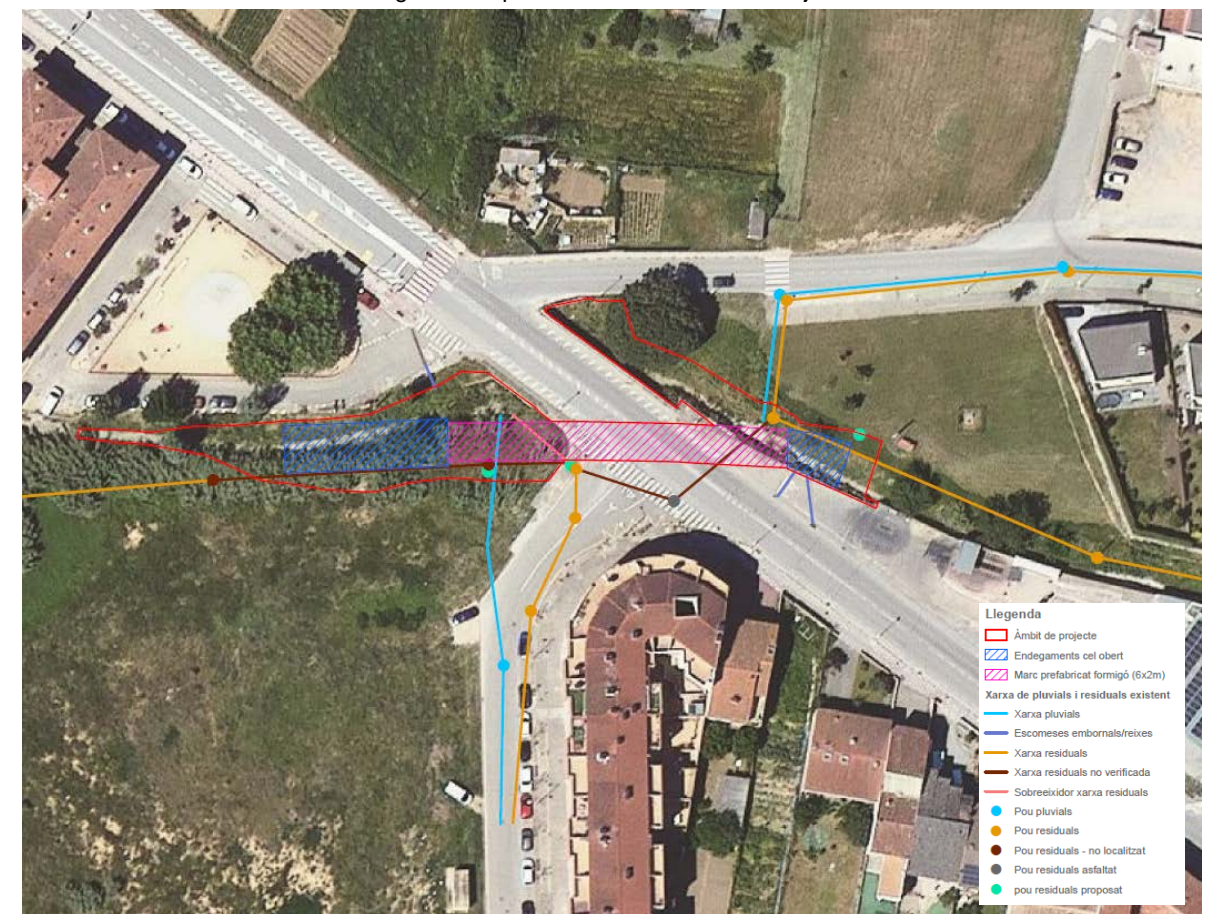 Llegenda
Àmbit de projecte
Endegaments cel obert
Marc prefabricat formigó (6x2m)
Xarxa de pluvials i residuals existent
Xarxa pluvials
Escomeses embornals/reixes
Xarxa residuals
Xarxa residuals no verificada
Sobreeixidor xarxa residuals
Pou pluvials
Pou residuals
Pou residuals - no localitzat
Pou residuals asfaltat
pou residuals proposat